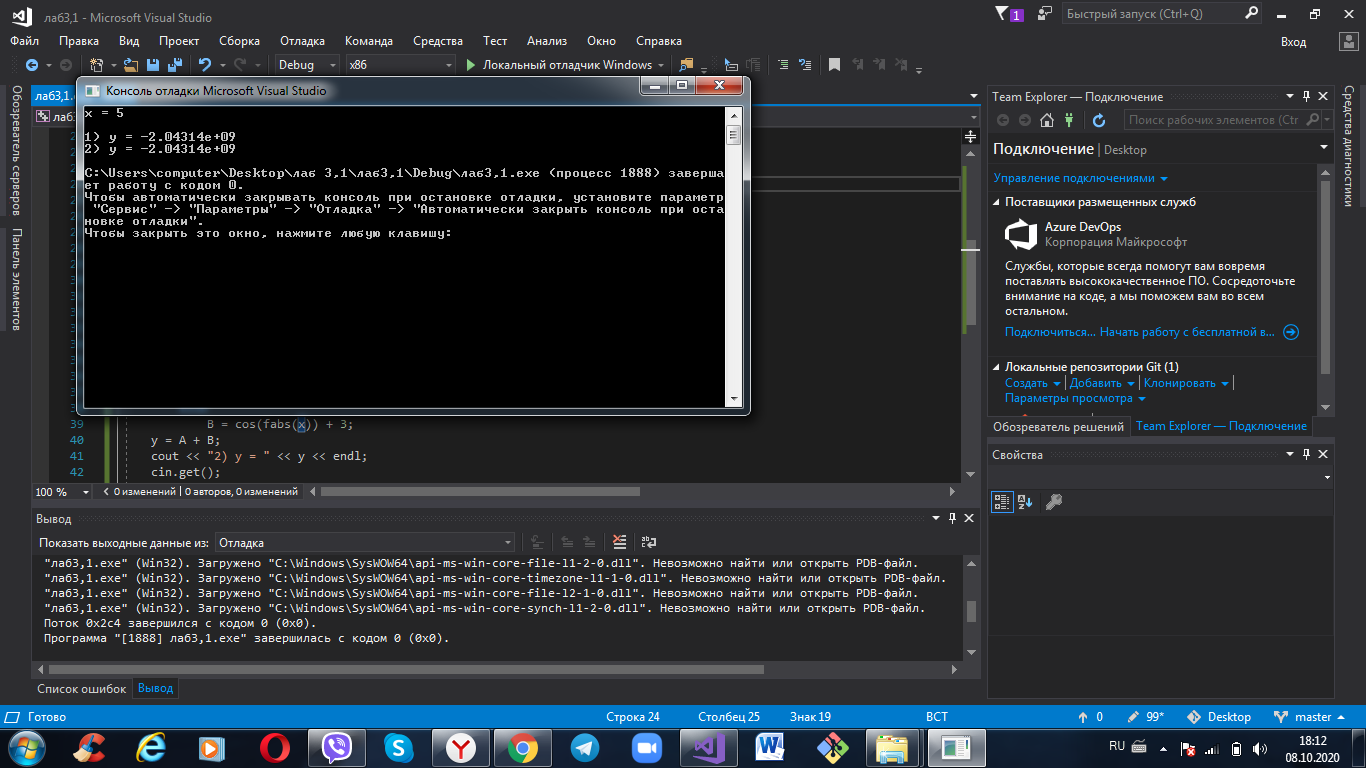 лаб3,1 - Microsoft Visual Studio
1
Быстрый запуск (Ctrl+Q)
Файл Правка Вид Проект Сборка Отладка Команда Средства Тест Анализ Окно Справка
Вход
Debug x86 Локальный отладчик Windows
Обозреватель серверов
Панель элементов
лаб3,1.
лаб
Консоль отладки Microsoft Visual Studio
x = 5
1) y = -2.04314e+09
2) y = -2.04314e+09
C:\Users\computer\Desktop\лаб 3,1\лаб3,1\Debug\лаб3,1.exe (процесс 1888) заверша
ет работу с кодом 0.
Чтобы автоматически закрывать консоль при остановке отладки, установите параметр
"Сервис" -> "Параметры" -> "Отладка" -> "Автоматически закрыть консоль при оста
новке отладки".
Чтобы закрыть это окно, нажмите любую клавишу:
39 B = cos(fabs(x)) + 3;
40 y = A + B;
41 cout << "2) y = " << y << endl;
42 cin.get();
100 % 0 изменений | 0 авторов, 0 изменений
Вывод
Показать выходные данные из: Отладка
"лаб3,1.exe" (Win32). Загружено "C:\Windows\SysWOW64\api-ms-win-core-file-l1-2-0.dll". Невозможно найти или открыть PDB-файл.
"лаб3,1.exe" (Win32). Загружено "C:\Windows\SysWOW64\api-ms-win-core-timezone-l1-1-0.dll". Невозможно найти или открыть PDB-файл.
"лаб3,1.exe" (Win32). Загружено "C:\Windows\SysWOW64\api-ms-win-core-file-l2-1-0.dll". Невозможно найти или открыть PDB-файл.
"лаб3,1.exe" (Win32). Загружено "C:\Windows\SysWOW64\api-ms-win-core-synch-l1-2-0.dll". Невозможно найти или открыть PDB-файл.
Поток 0x2c4 завершился с кодом 0 (0x0).
Программа "[1888] лаб3,1.exe" завершилась с кодом 0 (0x0).
Список ошибок Вывод
Team Explorer — Подключение
Поиск рабочих элементов (Ctr
Подключение | Desktop
Управление подключениями
Поставщики размещенных служб
Azure DevOps
Корпорация Майкрософт
Службы, которые всегда помогут вам вовремя
поставлять высококачественное ПО. Сосредоточьте
внимание на коде, а мы поможем вам во всем
остальном.
Подключиться... Начать работу с бесплатной в...
Локальные репозитории Git (1)
Создать | Добавить | Клонировать |
Параметры просмотра
Обозреватель решений Team Explorer — Подключение
Свойства
Средства диагностики
Готово Строка 24 Столбец 25 Знак 19 ВСТ 0 99* Desktop master
RU 18:12
08.10.2020